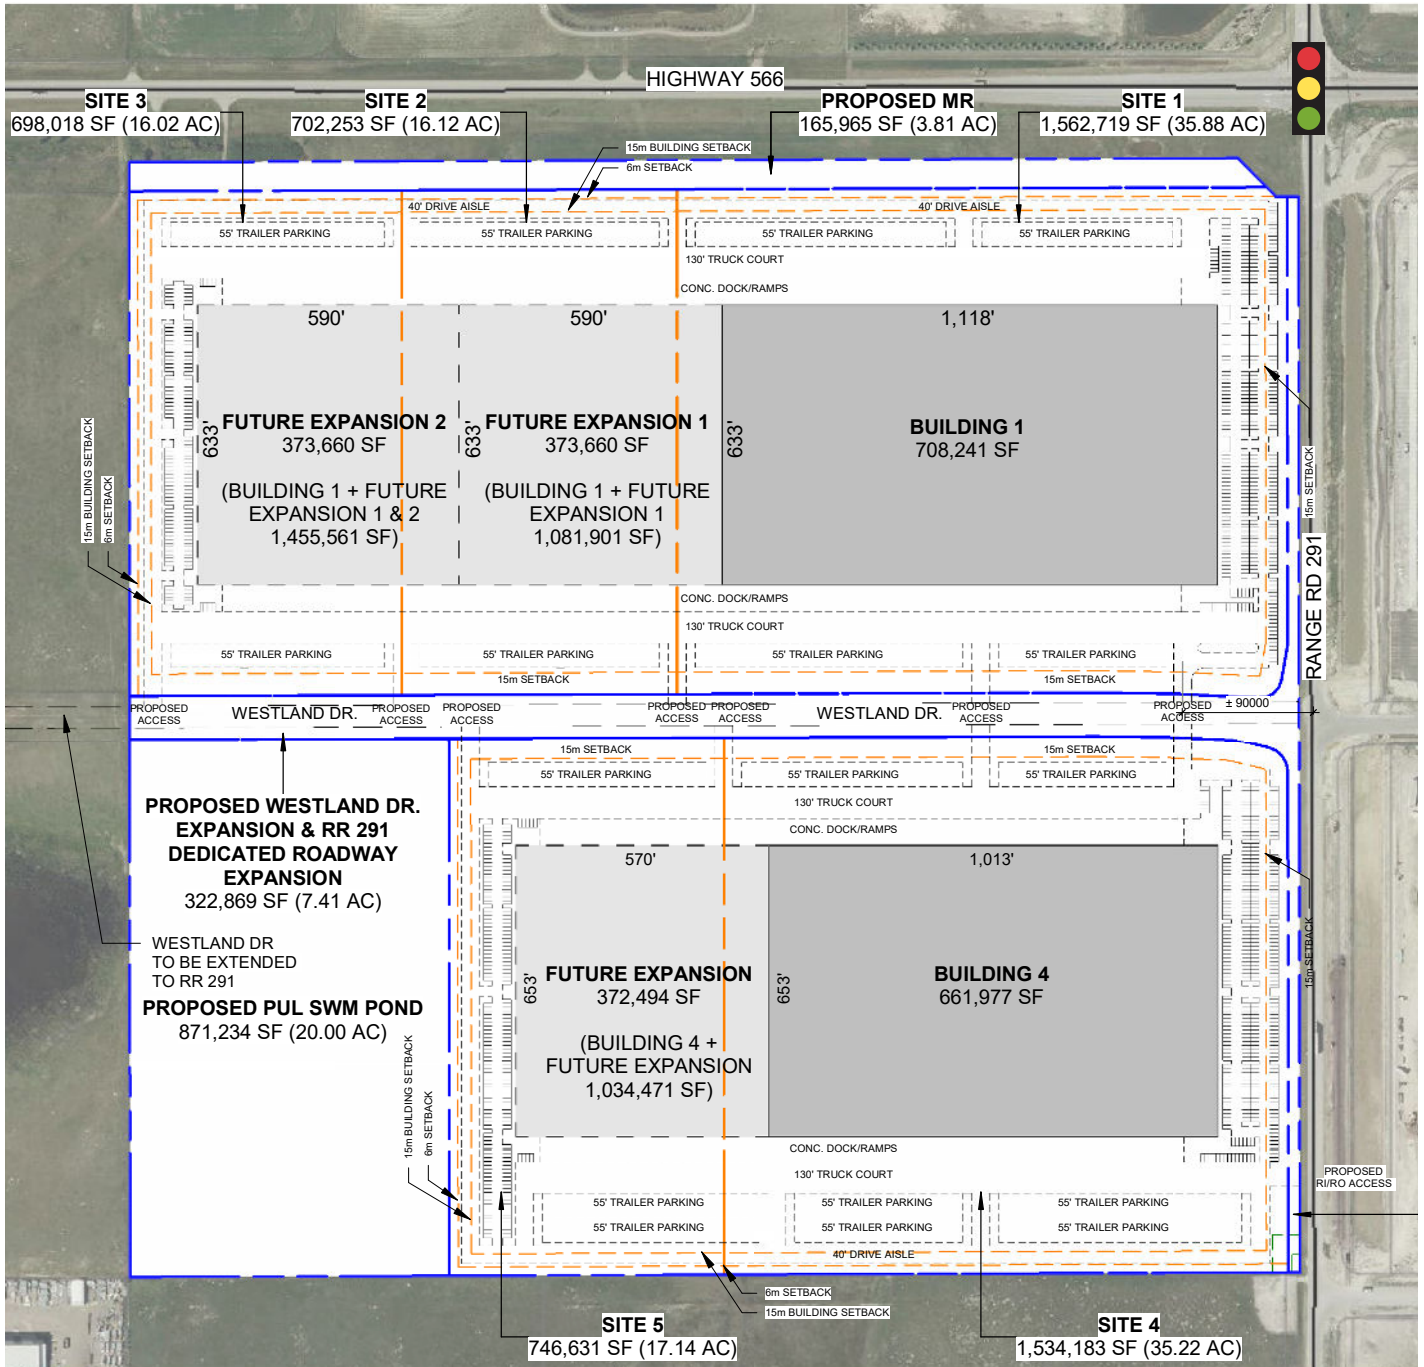 HIGHWAY 566
SITE 3
698,018 SF (16.02 AC)
SITE 2
702,253 SF (16.12 AC)
PROPOSED MR
165,965 SF (3.81 AC)
SITE 1
1,562,719 SF (35.88 AC)
15m BUILDING SETBACK
6m SETBACK
40' DRIVE AISLE
40' DRIVE AISLE
55' TRAILER PARKING
55' TRAILER PARKING
55' TRAILER PARKING
55' TRAILER PARKING
130' TRUCK COURT
CONC. DOCK/RAMPS
590'
590'
1,118'
633'
FUTURE EXPANSION 2
373,660 SF
(BUILDING 1 + FUTURE
EXPANSION 1 & 2
1,455,561 SF)
633'
FUTURE EXPANSION 1
373,660 SF
(BUILDING 1 + FUTURE
EXPANSION 1
1,081,901 SF)
633'
BUILDING 1
708,241 SF
15m BUILDING SETBACK
6m SETBACK
15m SETBACK
RANGE RD 291
CONC. DOCK/RAMPS
130' TRUCK COURT
55' TRAILER PARKING
55' TRAILER PARKING
55' TRAILER PARKING
55' TRAILER PARKING
15m SETBACK
15m SETBACK
PROPOSED
ACCESS
WESTLAND DR.
PROPOSED
ACCESS
PROPOSED
ACCESS
PROPOSED
ACCESS
PROPOSED
ACCESS
WESTLAND DR.
PROPOSED
ACCESS
PROPOSED
ACCESS
± 90000
15m SETBACK
15m SETBACK
55' TRAILER PARKING
55' TRAILER PARKING
55' TRAILER PARKING
130' TRUCK COURT
CONC. DOCK/RAMPS
PROPOSED WESTLAND DR.
EXPANSION & RR 291
DEDICATED ROADWAY
EXPANSION
322,869 SF (7.41 AC)
WESTLAND DR
TO BE EXTENDED
TO RR 291
PROPOSED PUL SWM POND
871,234 SF (20.00 AC)
570'
1,013'
653'
FUTURE EXPANSION
372,494 SF
(BUILDING 4 +
FUTURE EXPANSION
1,034,471 SF)
653'
BUILDING 4
661,977 SF
15m SETBACK
15m BUILDING SETBACK
6m SETBACK
CONC. DOCK/RAMPS
130' TRUCK COURT
55' TRAILER PARKING
55' TRAILER PARKING
55' TRAILER PARKING
55' TRAILER PARKING
55' TRAILER PARKING
55' TRAILER PARKING
40' DRIVE AISLE
PROPOSED
RI/RO ACCESS
6m SETBACK
15m BUILDING SETBACK
SITE 5
746,631 SF (17.14 AC)
SITE 4
1,534,183 SF (35.22 AC)